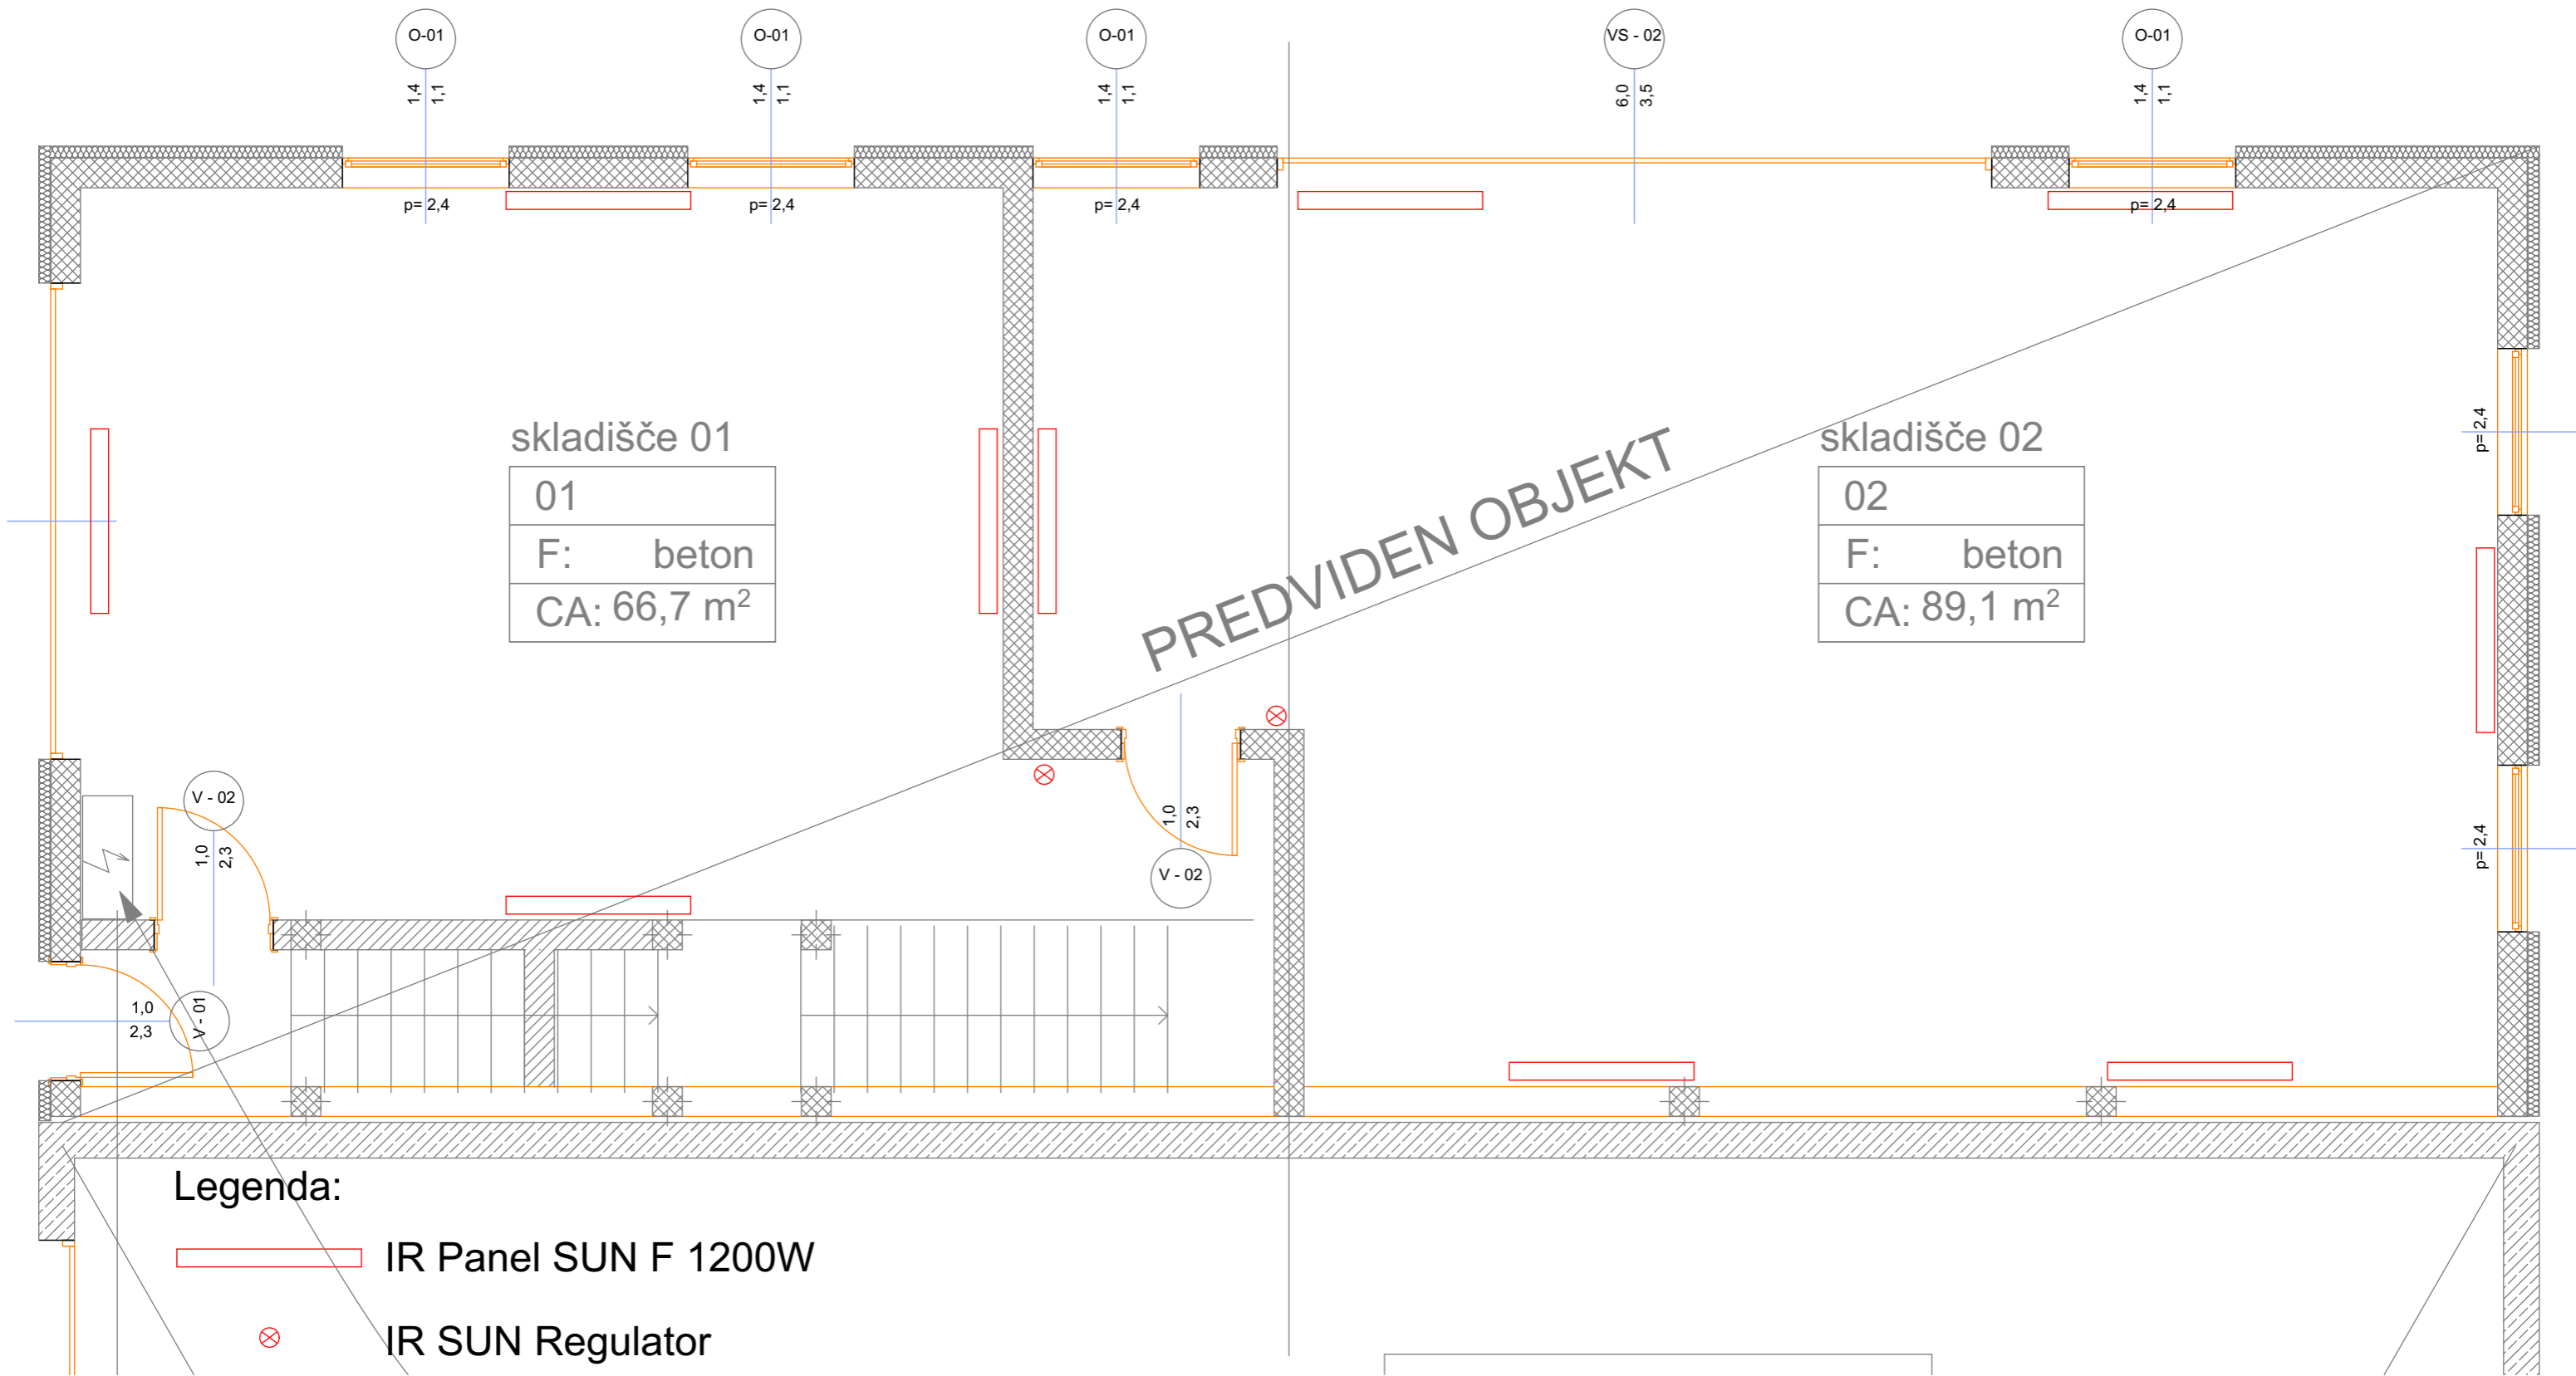 O-01
O-01
O-01
VS - 02
O-01
1,4
1,1
1,4
1,1
1,4
1,1
6,0
3,5
1,4
1,1
p= 2,4
p= 2,4
p= 2,4
p= 2,4
skladišče 01
01
F: beton
CA: 66,7 m²
PREDVIDEN OBJEKT
skladišče 02
02
F: beton
CA: 89,1 m²
p= 2,4
p= 2,4
V - 02
1,0
2,3
1,0
2,3
V - 02
1,0
2,3
V - 01
Legenda:
IR Panel SUN F 1200W
IR SUN Regulator